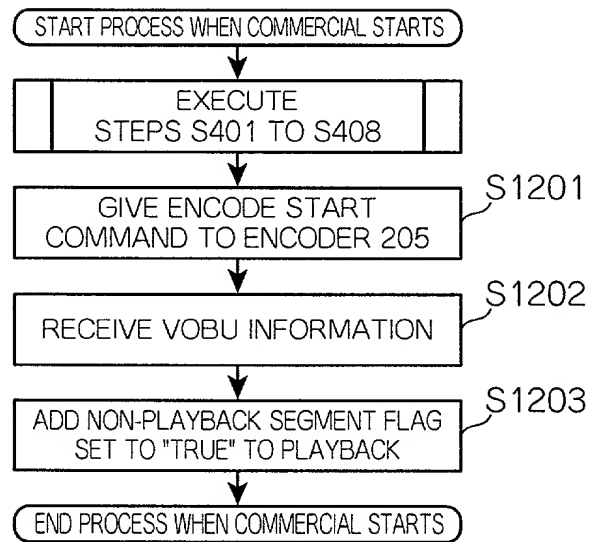 START PROCESS WHEN COMMERCIAL STARTS
EXECUTE
STEPS S401 TO S408
S1201
GIVE ENCODE START
COMMAND TO ENCODER 205
S1202
RECEIVE VOBU INFORMATION
S1203
ADD NON-PLAYBACK SEGMENT FLAG
SET TO "TRUE" TO PLAYBACK
END PROCESS WHEN COMMERCIAL STARTS